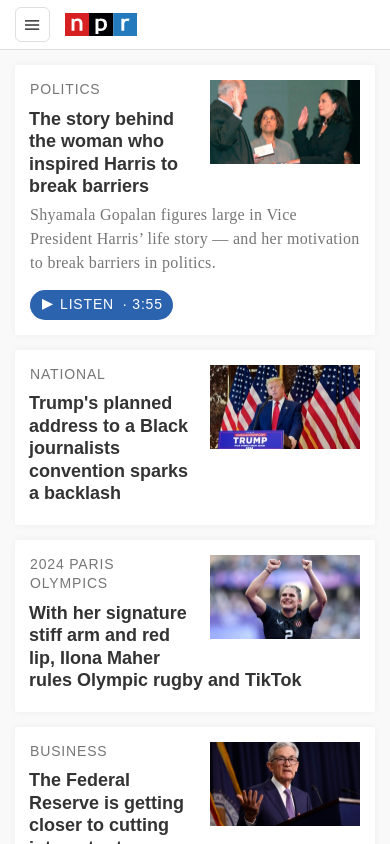 npr
POLITICS
The story behind
the woman who
inspired Harris to
break barriers
Shyamala Gopalan figures large in Vice
President Harris’ life story — and her motivation
to break barriers in politics.
LISTEN · 3:55
NATIONAL
Trump's planned
address to a Black
journalists
convention sparks
a backlash
TRUMP
2024 PARIS
OLYMPICS
With her signature
stiff arm and red
lip, Ilona Maher
rules Olympic rugby and TikTok
2
BUSINESS
The Federal
Reserve is getting
closer to cutting